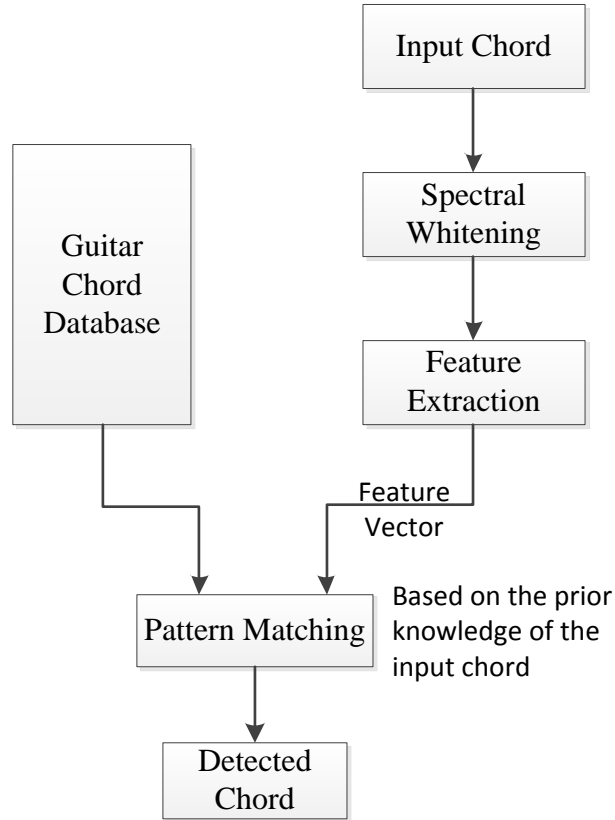 Input Chord
Spectral
Whitening
Guitar
Chord
Database
Feature
Extraction
Feature
Vector
Pattern Matching
Based on the prior
knowledge of the
input chord
Detected
Chord